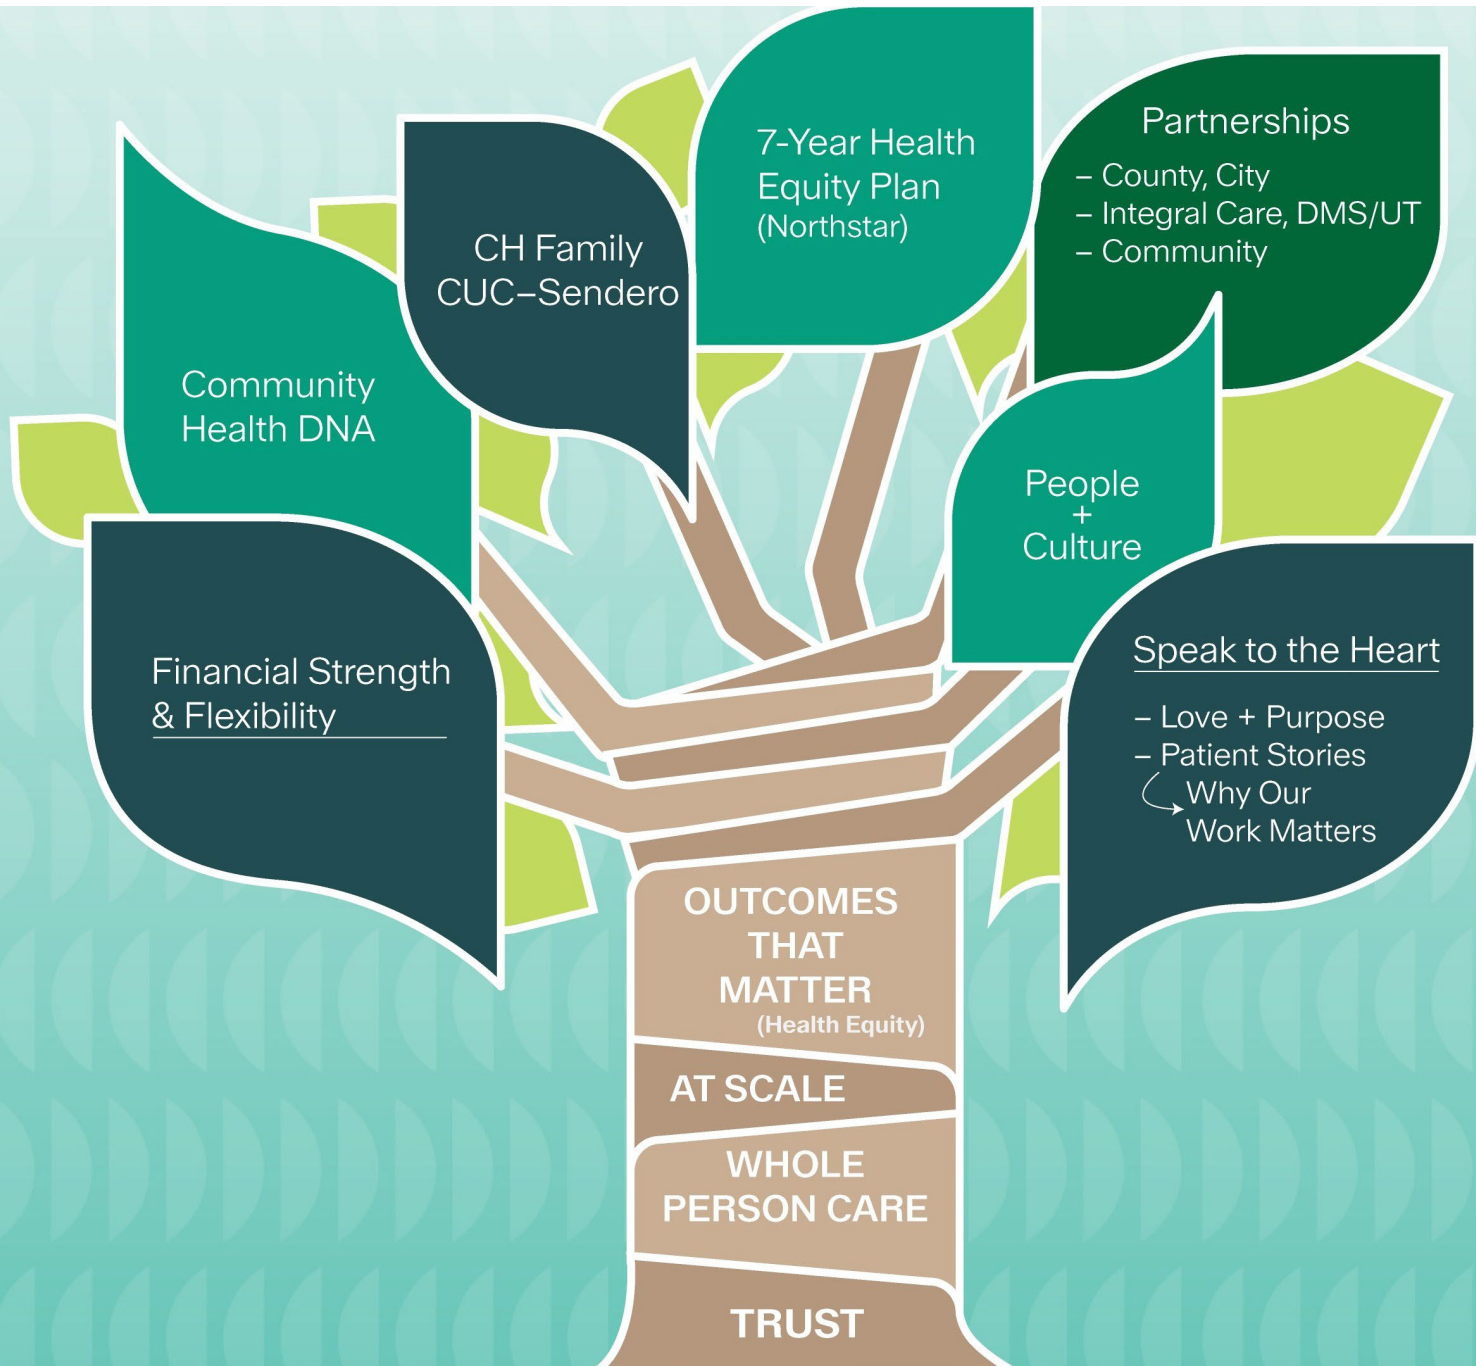 7-Year Health
Equity Plan
(Northstar)
Partnerships
– County, City
– Integral Care, DMS/UT
– Community
CH Family
CUC–Sendero
Community
Health DNA
People
+
Culture
Financial Strength
& Flexibility
Speak to the Heart
– Love + Purpose
– Patient Stories
Why Our
Work Matters
OUTCOMES
THAT
MATTER
(Health Equity)
AT SCALE
WHOLE
PERSON CARE
TRUST